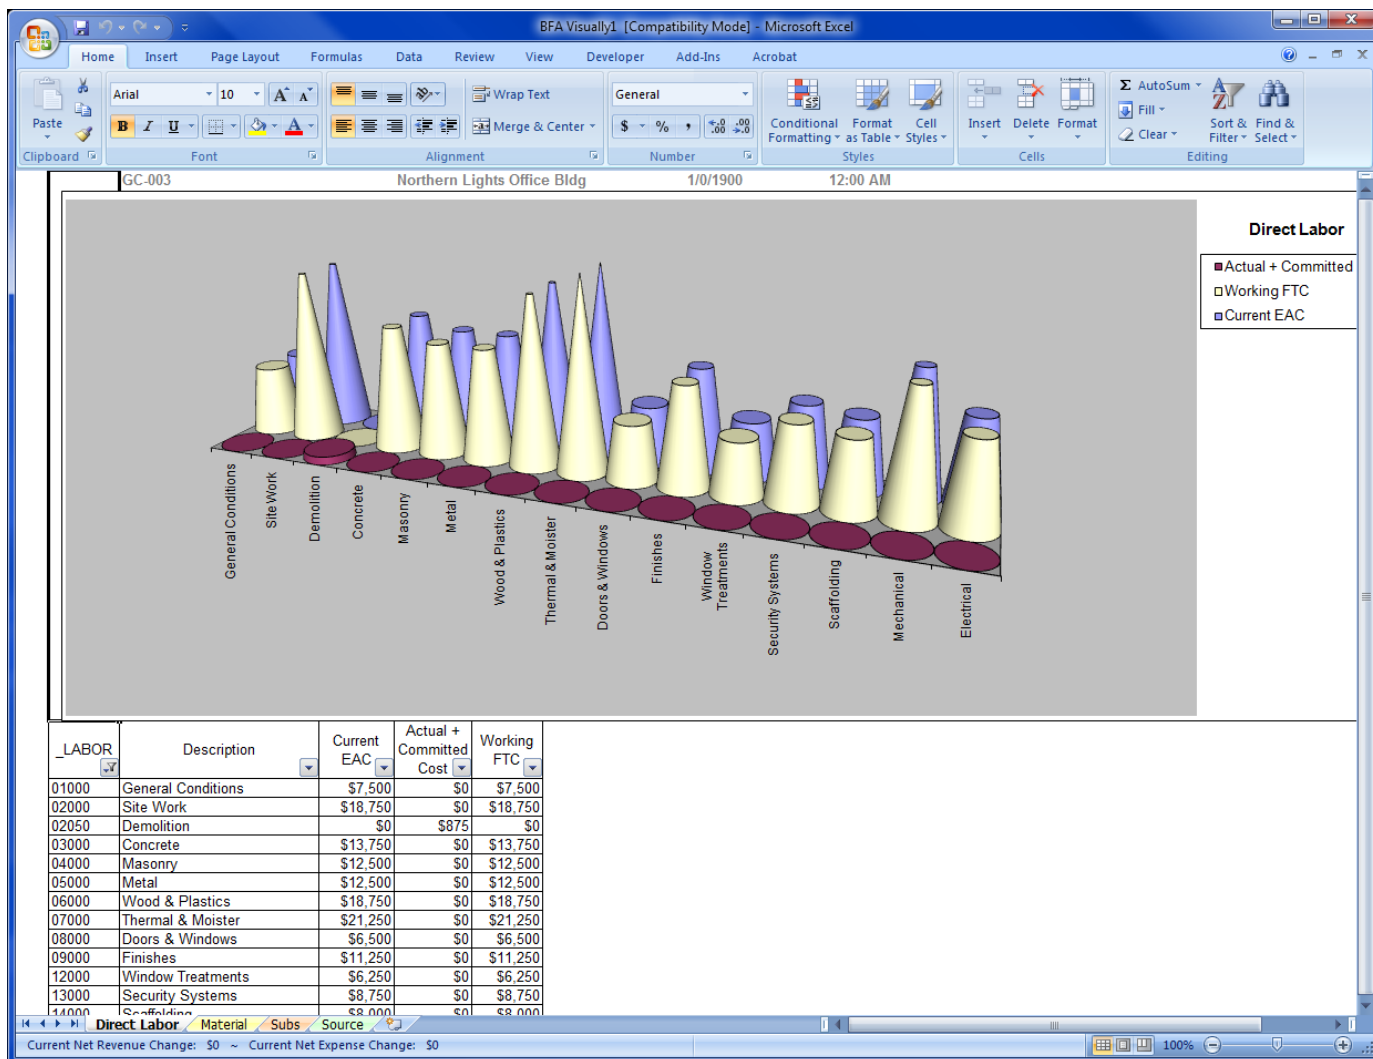 BFA Visually1 [Compatibility Mode] - Microsoft Excel
Home Insert Page Layout Formulas Data Review View Developer Add-Ins Acrobat
Paste
Clipboard
Arial 10
B I U
Font
Wrap Text
Merge & Center
Alignment
General
$ % ,
Number
Conditional Formatting
Format as Table
Cell Styles
Styles
Insert Delete Format
Cells
Σ AutoSum
Fill
Clear
Sort & Filter
Find & Select
Editing
GC-003 Northern Lights Office Bldg 1/0/1900 12:00 AM
Direct Labor
Actual + Committed
Working FTC
Current EAC
General Conditions
Site Work
Demolition
Concrete
Masonry
Metal
Wood & Plastics
Thermal & Moister
Doors & Windows
Finishes
Window
Treatments
Security Systems
Scaffolding
Mechanical
Electrical
_LABOR Description Current EAC Actual + Committed Cost Working FTC
01000 General Conditions $7,500 $0 $7,500
02000 Site Work $18,750 $0 $18,750
02050 Demolition $0 $875 $0
03000 Concrete $13,750 $0 $13,750
04000 Masonry $12,500 $0 $12,500
05000 Metal $12,500 $0 $12,500
06000 Wood & Plastics $18,750 $0 $18,750
07000 Thermal & Moister $21,250 $0 $21,250
08000 Doors & Windows $6,500 $0 $6,500
09000 Finishes $11,250 $0 $11,250
12000 Window Treatments $6,250 $0 $6,250
13000 Security Systems $8,750 $0 $8,750
14000 Scaffolding $8,000 $0 $8,000
Direct Labor Material Subs Source
Current Net Revenue Change: $0 ~ Current Net Expense Change: $0
100%